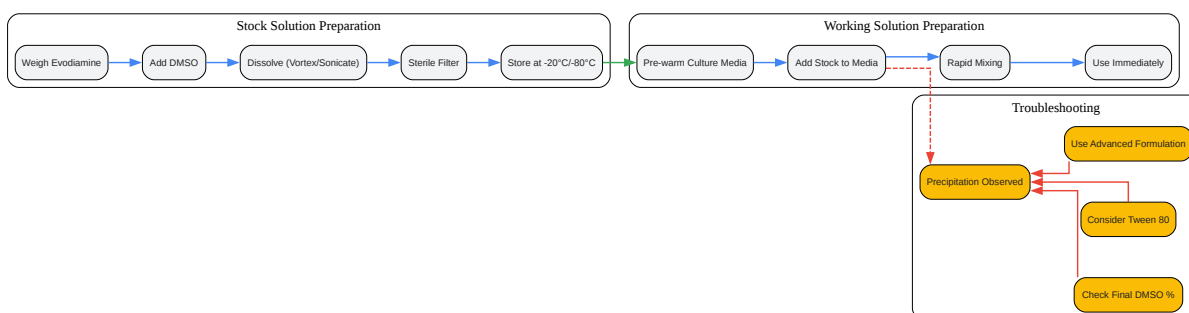 Stock Solution Preparation
Working Solution Preparation
Weigh Evodiamine
Add DMSO
Dissolve (Vortex/Sonicate)
Sterile Filter
Store at -20°C/-80°C
Pre-warm Culture Media
Add Stock to Media
Rapid Mixing
Use Immediately
Troubleshooting
Use Advanced Formulation
Precipitation Observed
Consider Tween 80
Check Final DMSO %